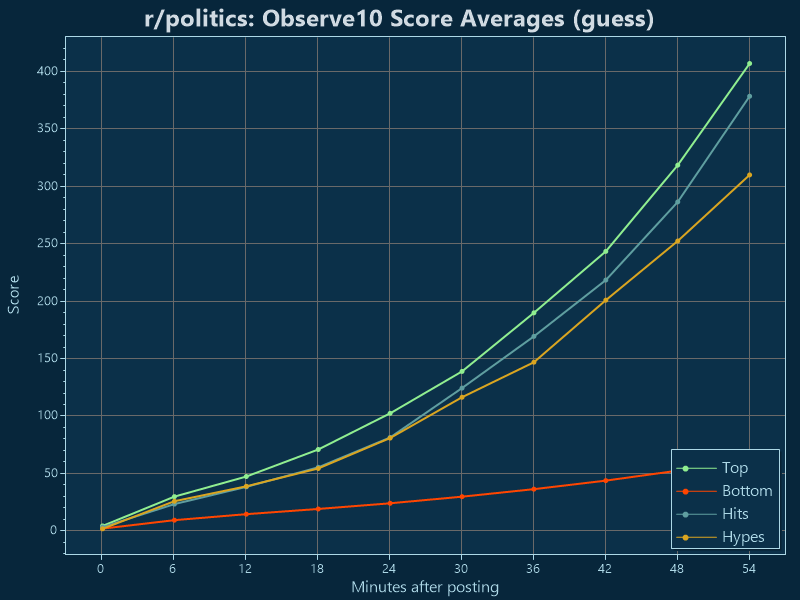 r/politics: Observe10 Score Averages (guess)
400
350
300
250
200
150
100
50
0
Score
0 6 12 18 24 30 36 42 48 54
Minutes after posting
Top
Bottom
Hits
Hypes